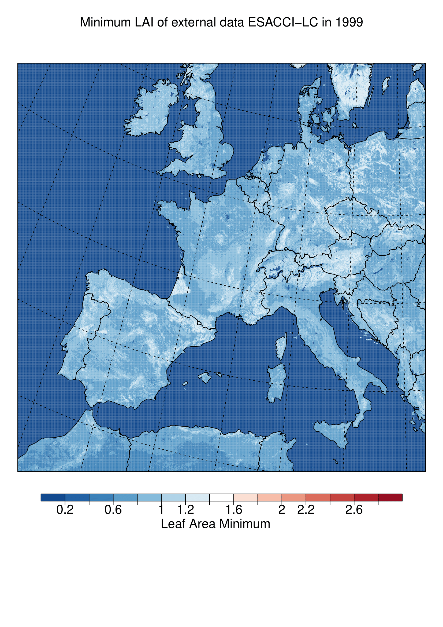 Minimum LAI of external data ESACCI−LC in 1999
0.2 0.6 1 1.2 1.6 2 2.2 2.6
Leaf Area Minimum